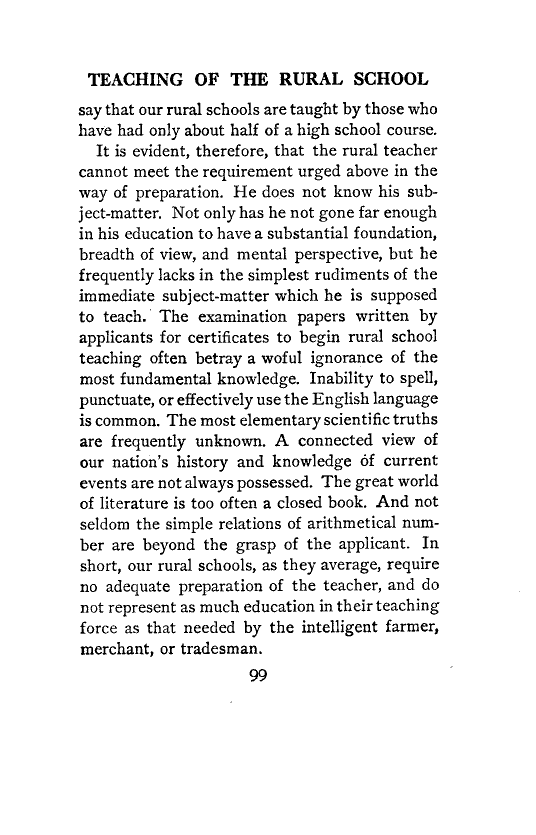 TEACHING OF THE RURAL SCHOOL
say that our rural schools are taught by those who
have had only about half of a high school course.
It is evident, therefore, that the rural teacher
cannot meet the requirement urged above in the
way of preparation. He does not know his sub-
ject-matter. Not only has he not gone far enough
in his education to have a substantial foundation,
breadth of view, and mental perspective, but he
frequently lacks in the simplest rudiments of the
immediate subject-matter which he is supposed
to teach. The examination papers written by
applicants for certificates to begin rural school
teaching often betray a woful ignorance of the
most fundamental knowledge. Inability to spell,
punctuate, or effectively use the English language
is common. The most elementary scientific truths
are frequently unknown. A connected view of
our nation's history and knowledge of current
events are not always possessed. The great world
of literature is too often a closed book. And not
seldom the simple relations of arithmetical num-
ber are beyond the grasp of the applicant. In
short, our rural schools, as they average, require
no adequate preparation of the teacher, and do
not represent as much education in their teaching
force as that needed by the intelligent farmer,
merchant, or tradesman.
99